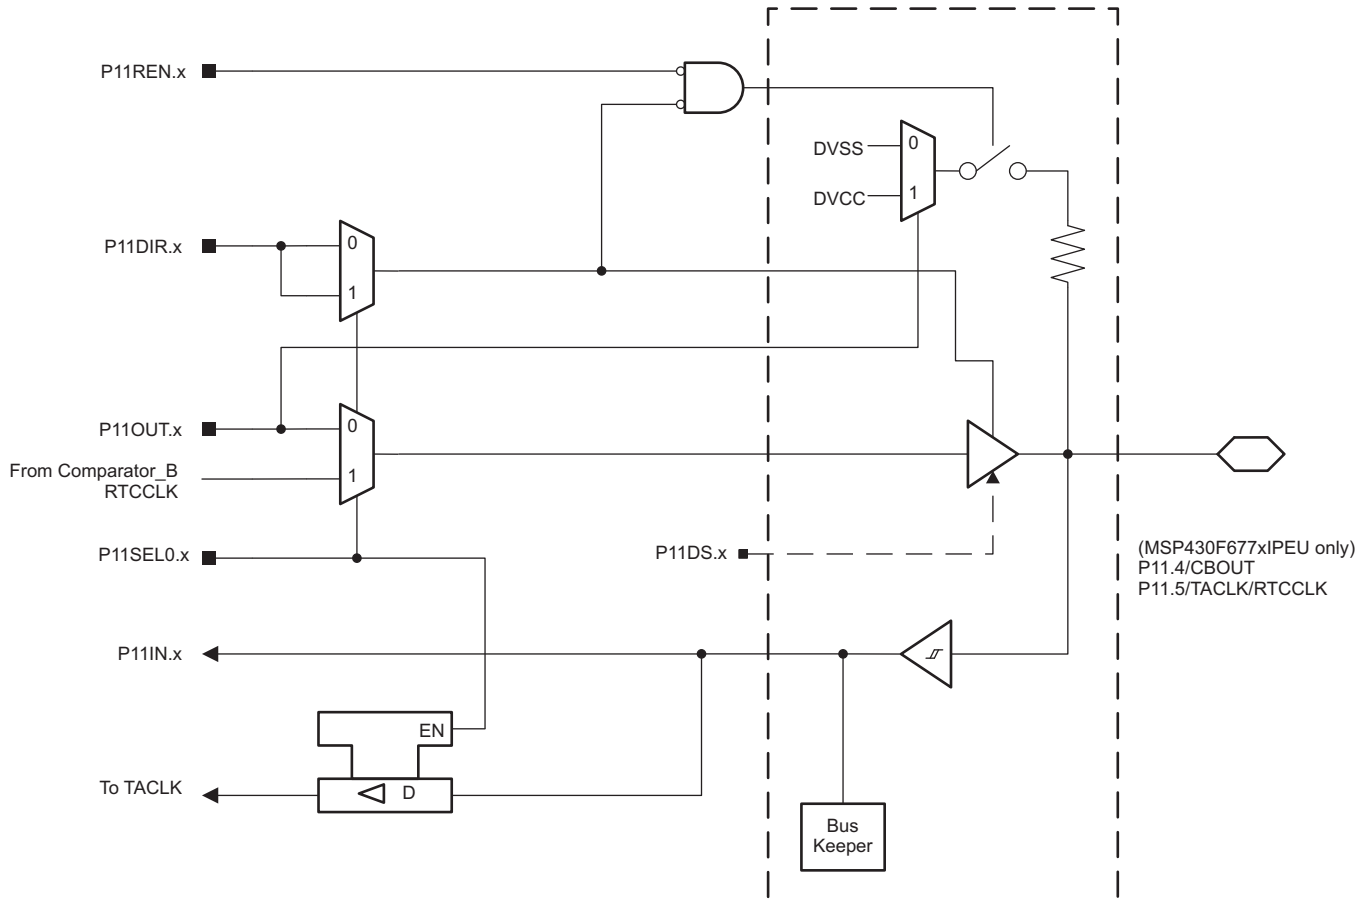 P11REN.x
DVSS
0
DVCC
1
P11DIR.x
0
1
P11OUT.x
0
From Comparator_B
RTCCLK
1
P11SEL0.x
P11DS.x
(MSP430F677xIPEU only)
P11.4/CBOUT
P11.5/TACLK/RTCCLK
P11IN.x
EN
To TACLK
D
Bus
Keeper